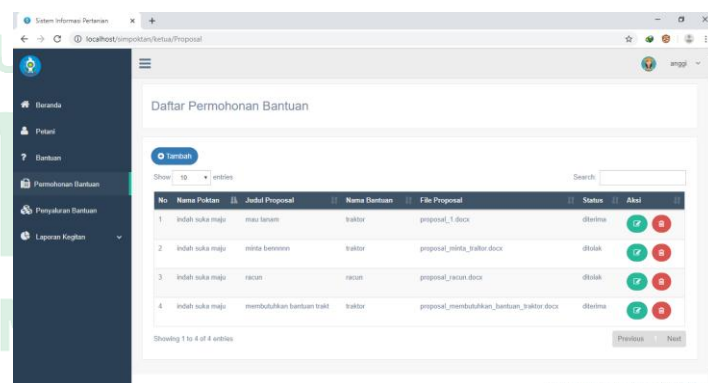 Sistem Informasi Pertanian
localhost/simpoktan/ketua/Proposal
anggi
Beranda
Petani
Bantuan
Permohonan Bantuan
Penyaluran Bantuan
Laporan Kegitan
Daftar Permohonan Bantuan
Tambah
Show 10 entries
Search:
No Nama Poktan Judul Proposal Nama Bantuan File Proposal Status Aksi
1 indah suka maju mau tanam traktor proposal_1.docx diterima
2 indah suka maju minta bennnnn traktor proposal_minta_traltor.docx ditolak
3 indah suka maju racun racun proposal_racun.docx ditolak
4 indah suka maju membutuhkan bantuan trakt traktor proposal_membutuhkan_bantuan_traktor.docx diterima
Showing 1 to 4 of 4 entries
Previous 1 Next